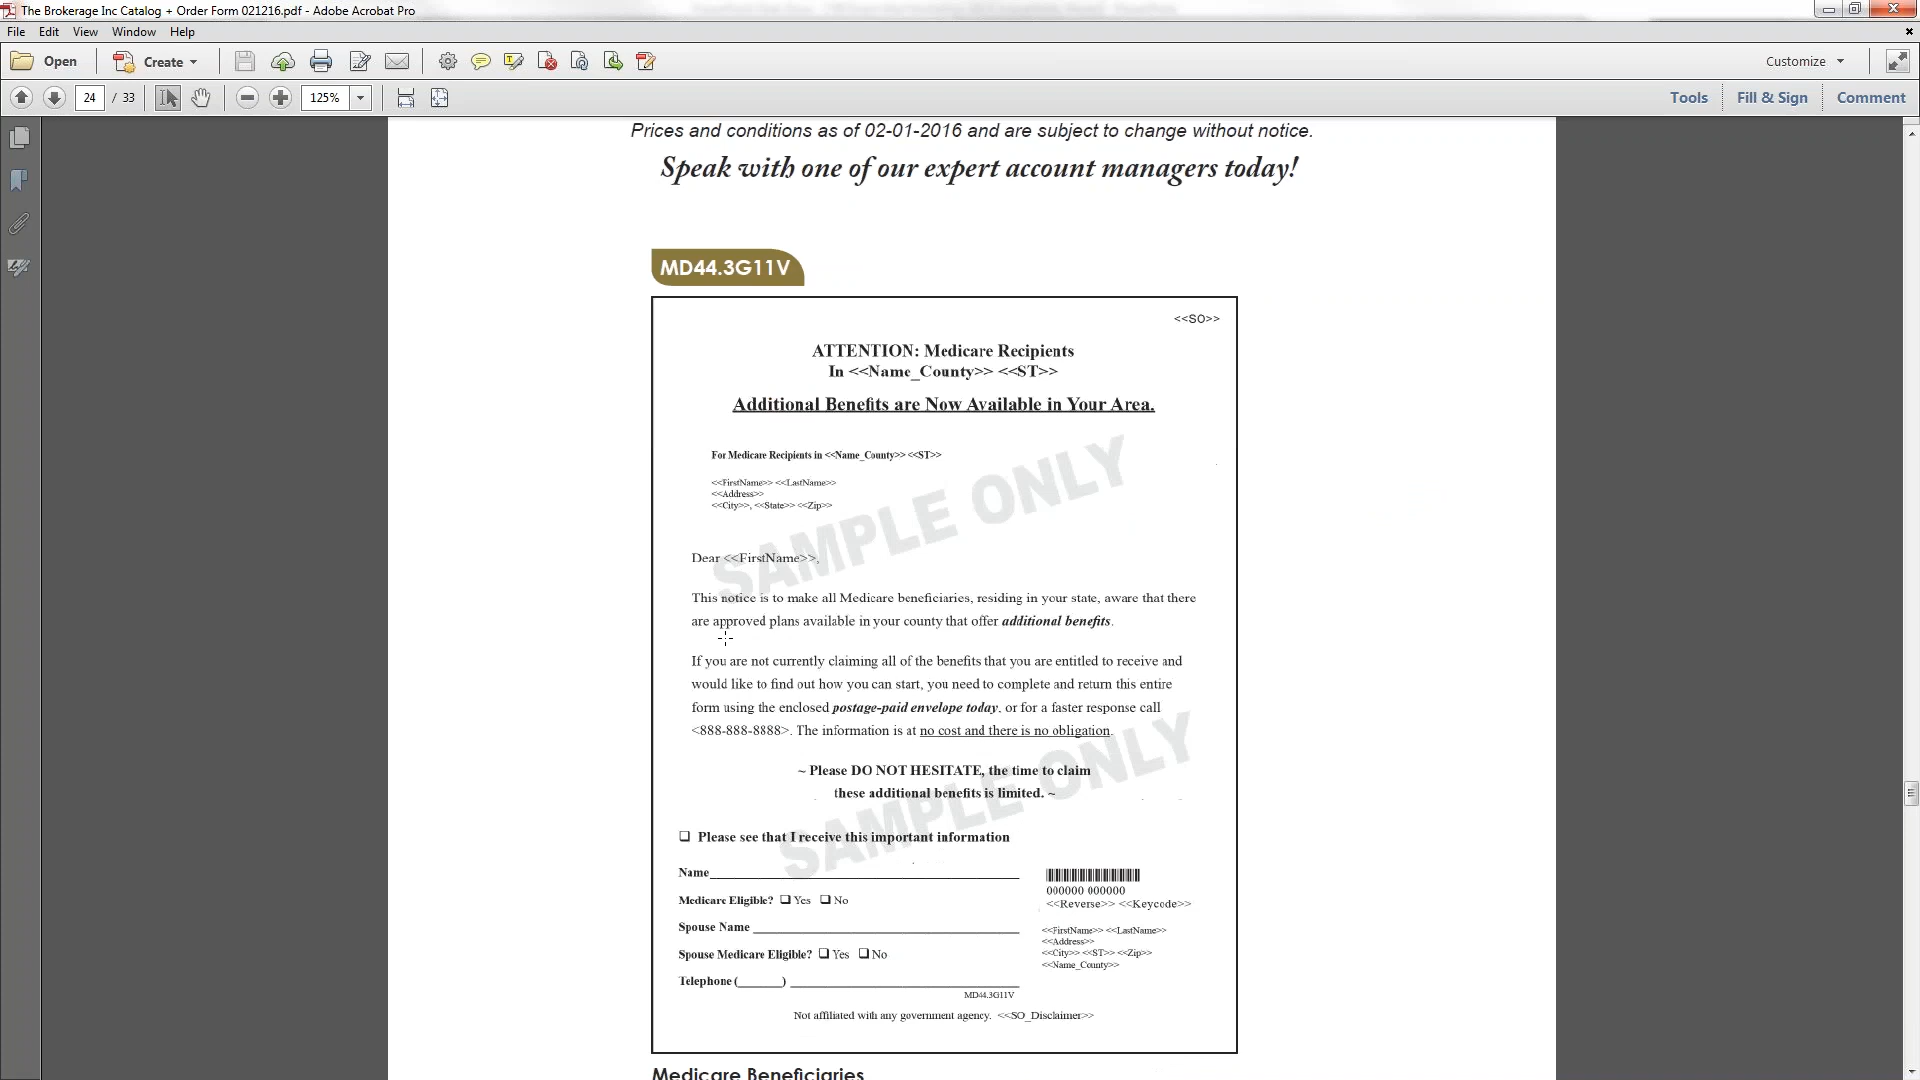 The Brokerage Inc Catalog + Order Form 021216.pdf - Adobe Acrobat Pro
File Edit View Window Help
Open Create Customize
24 / 33 125% Tools Fill & Sign Comment
Prices and conditions as of 02-01-2016 and are subject to change without notice.
Speak with one of our expert account managers today!
MD44.3G11V
<<SO>>
ATTENTION: Medicare Recipients
In <<Name_County>> <<ST>>
Additional Benefits are Now Available in Your Area.
For Medicare Recipients in <<Name_County>> <<ST>>
<<FirstName>> <<LastName>>
<<Address>>
<<City>>, <<State>> <<Zip>>
SAMPLE ONLY
Dear <<FirstName>>,
This notice is to make all Medicare beneficiaries, residing in your state, aware that there
are approved plans available in your county that offer additional benefits.
If you are not currently claiming all of the benefits that you are entitled to receive and
would like to find out how you can start, you need to complete and return this entire
form using the enclosed postage-paid envelope today, or for a faster response call
<888-888-8888>. The information is at no cost and there is no obligation.
~ Please DO NOT HESITATE, the time to claim
these additional benefits is limited. ~
SAMPLE ONLY
Please see that I receive this important information
Name
Medicare Eligible? Yes No
Spouse Name
Spouse Medicare Eligible? Yes No
Telephone (_______)
MD44.3G11V
000000 000000
<<Reverse>> <<Keycode>>
<<FirstName>> <<LastName>>
<<Address>>
<<City>> <<ST>> <<Zip>>
<<Name_County>>
Not affiliated with any government agency. <<SO_Disclaimer>>
Medicare Beneficiaries